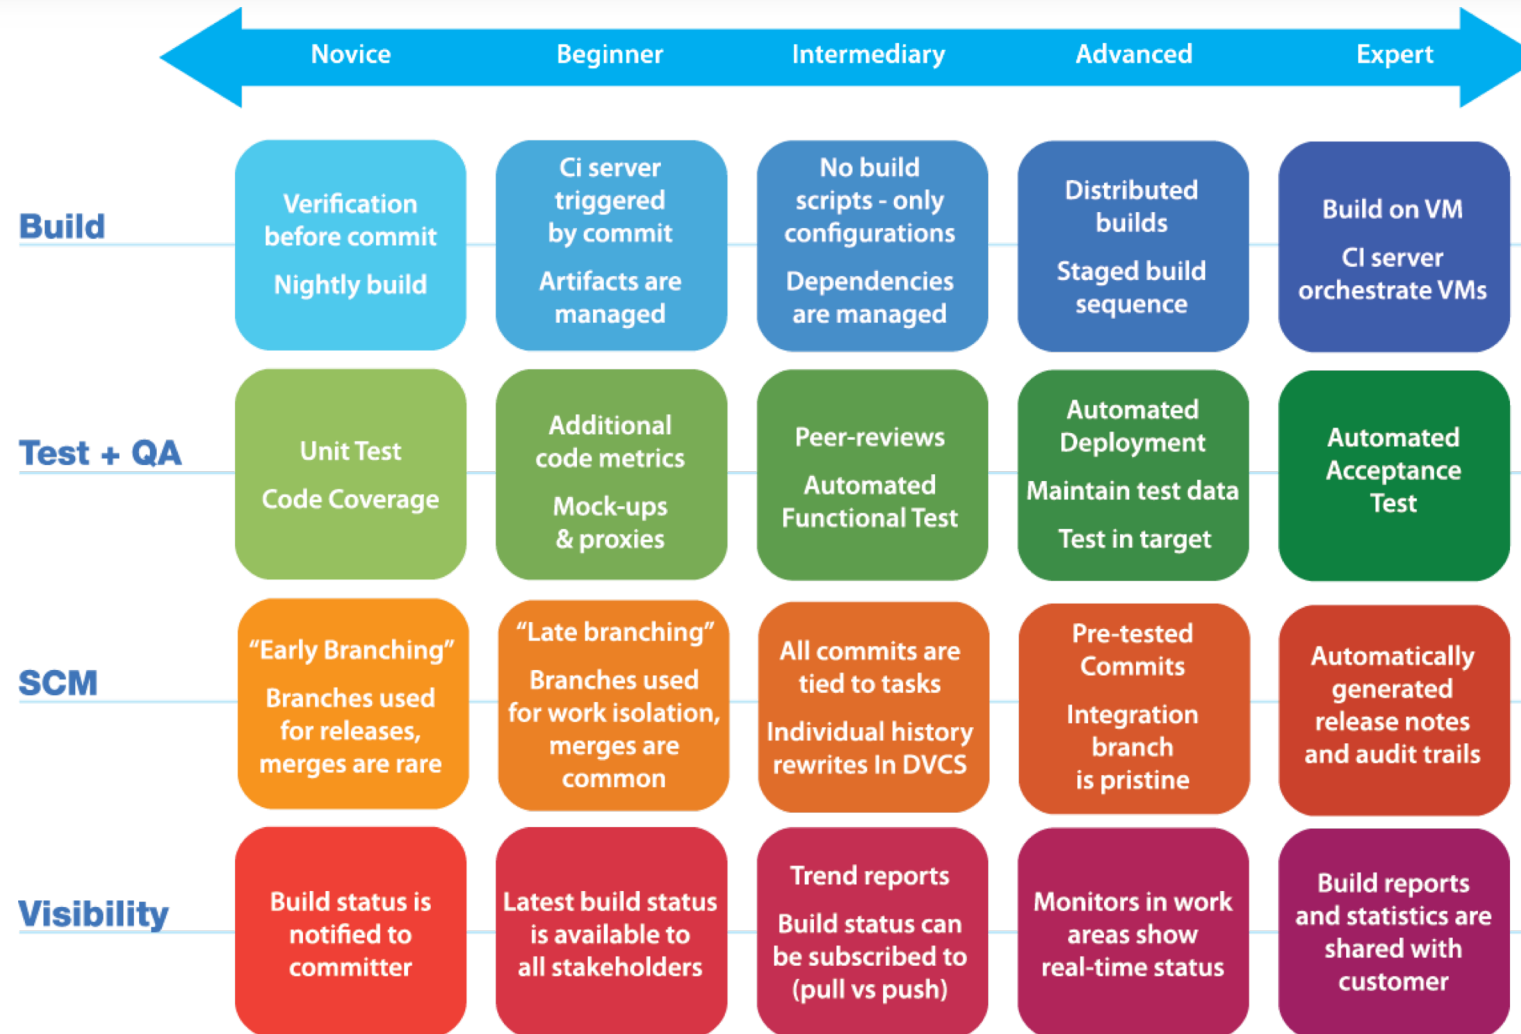 Novice
Beginner
Intermediary
Advanced
Expert
Build
Verification
before commit
Nightly build
Ci server
triggered
by commit
Artifacts are
managed
No build
scripts - only
configurations
Dependencies
are managed
Distributed
builds
Staged build
sequence
Build on VM
CI server
orchestrate VMs
Test + QA
Unit Test
Code Coverage
Additional
code metrics
Mock-ups
& proxies
Peer-reviews
Automated
Functional Test
Automated
Deployment
Maintain test data
Test in target
Automated
Acceptance
Test
SCM
“Early Branching”
Branches used
for releases,
merges are rare
“Late branching”
Branches used
for work isolation,
merges are
common
All commits are
tied to tasks
Individual history
rewrites In DVCS
Pre-tested
Commits
Integration
branch
is pristine
Automatically
generated
release notes
and audit trails
Visibility
Build status is
notified to
committer
Latest build status
is available to
all stakeholders
Trend reports
Build status can
be subscribed to
(pull vs push)
Monitors in work
areas show
real-time status
Build reports
and statistics are
shared with
customer